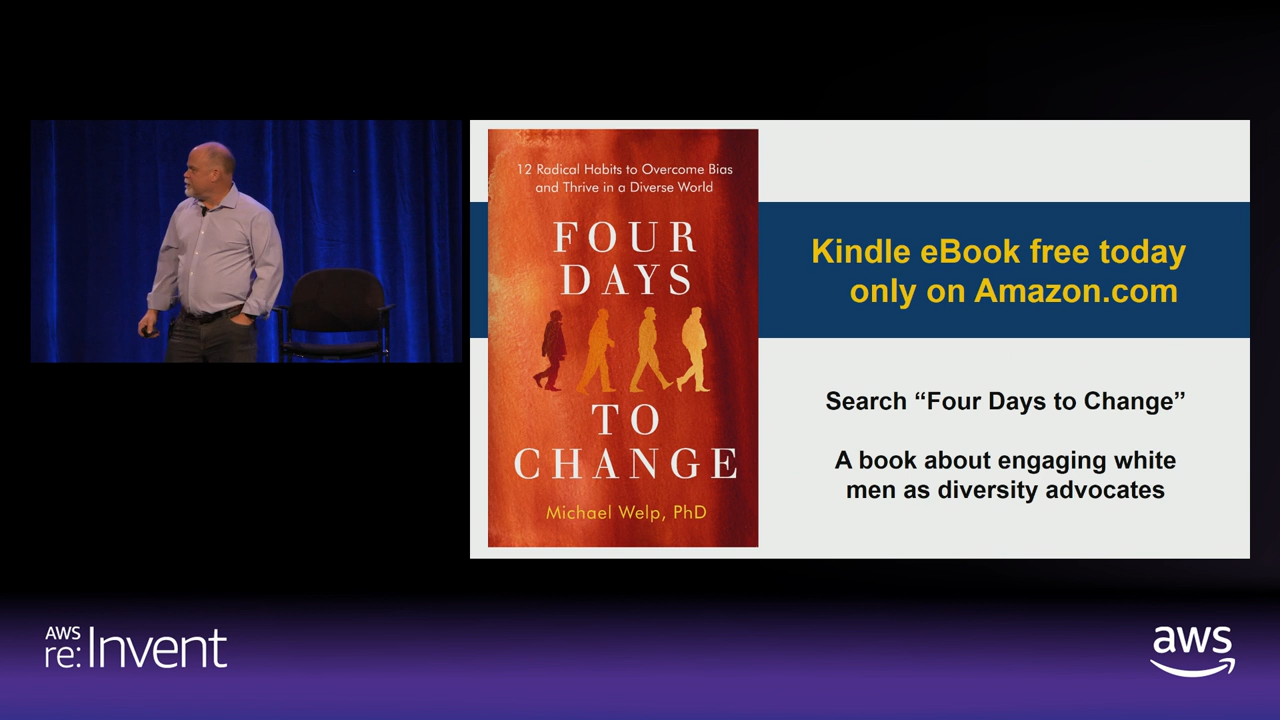 12 Radical Habits to Overcome Bias
and Thrive in a Diverse World
FOUR
DAYS
TO
CHANGE
Michael Welp, PhD
Kindle eBook free today
only on Amazon.com
Search “Four Days to Change”
A book about engaging white
men as diversity advocates
AWS
re:Invent
aws